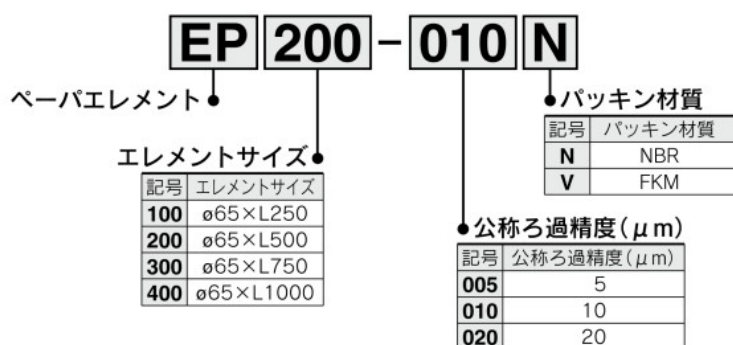 EP 200 - 010 N
ペーパエレメント
パッキン材質
記号 パッキン材質
N NBR
V FKM
エレメントサイズ
記号 エレメントサイズ
100 ø65×L250
200 ø65×L500
300 ø65×L750
400 ø65×L1000
公称ろ過精度(μm)
記号 公称ろ過精度(μm)
005 5
010 10
020 20